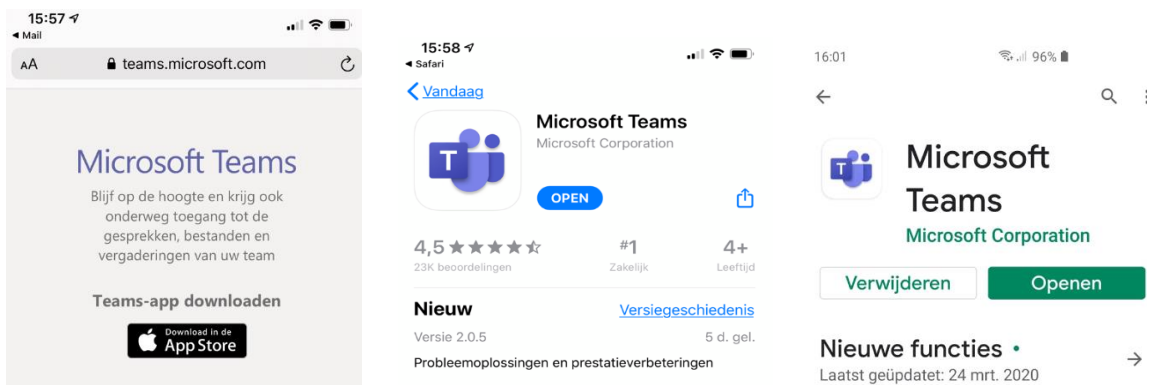 15:57
Mail
AA teams.microsoft.com
Microsoft Teams
Blijf op de hoogte en krijg ook
onderweg toegang tot de
gesprekken, bestanden en
vergaderingen van uw team
Teams-app downloaden
Download in de
App Store
15:58
Safari
Vandaag
T
Microsoft Teams
Microsoft Corporation
OPEN
4,5 #1 4+
23K beoordelingen Zakelijk Leeftijd
Nieuw Versiegeschiedenis
Versie 2.0.5 5 d. gel.
Probleemoplossingen en prestatieverbeteringen
16:01 96%
T
Microsoft
Teams
Microsoft Corporation
Verwijderen Openen
Nieuwe functies •
Laatst geüpdatet: 24 mrt. 2020